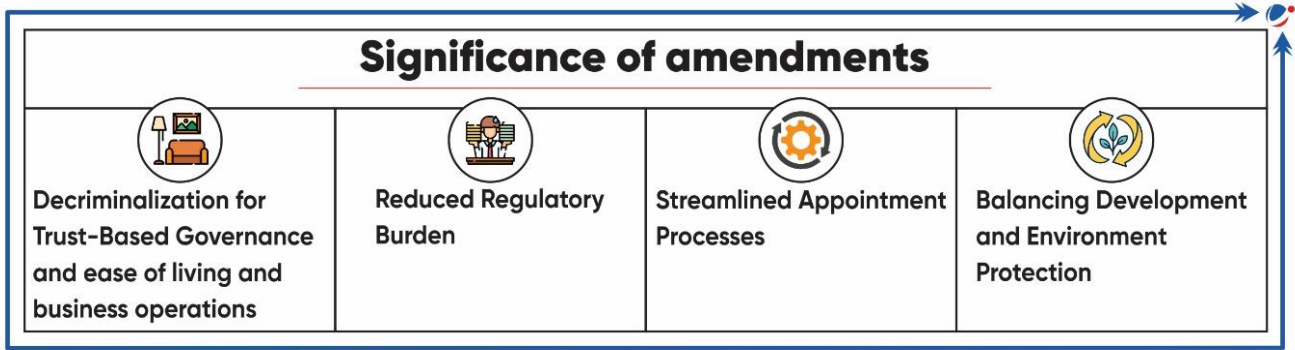 Significance of amendments
Decriminalization for
Trust-Based Governance
and ease of living and
business operations
Reduced Regulatory
Burden
Streamlined Appointment
Processes
Balancing Development
and Environment
Protection